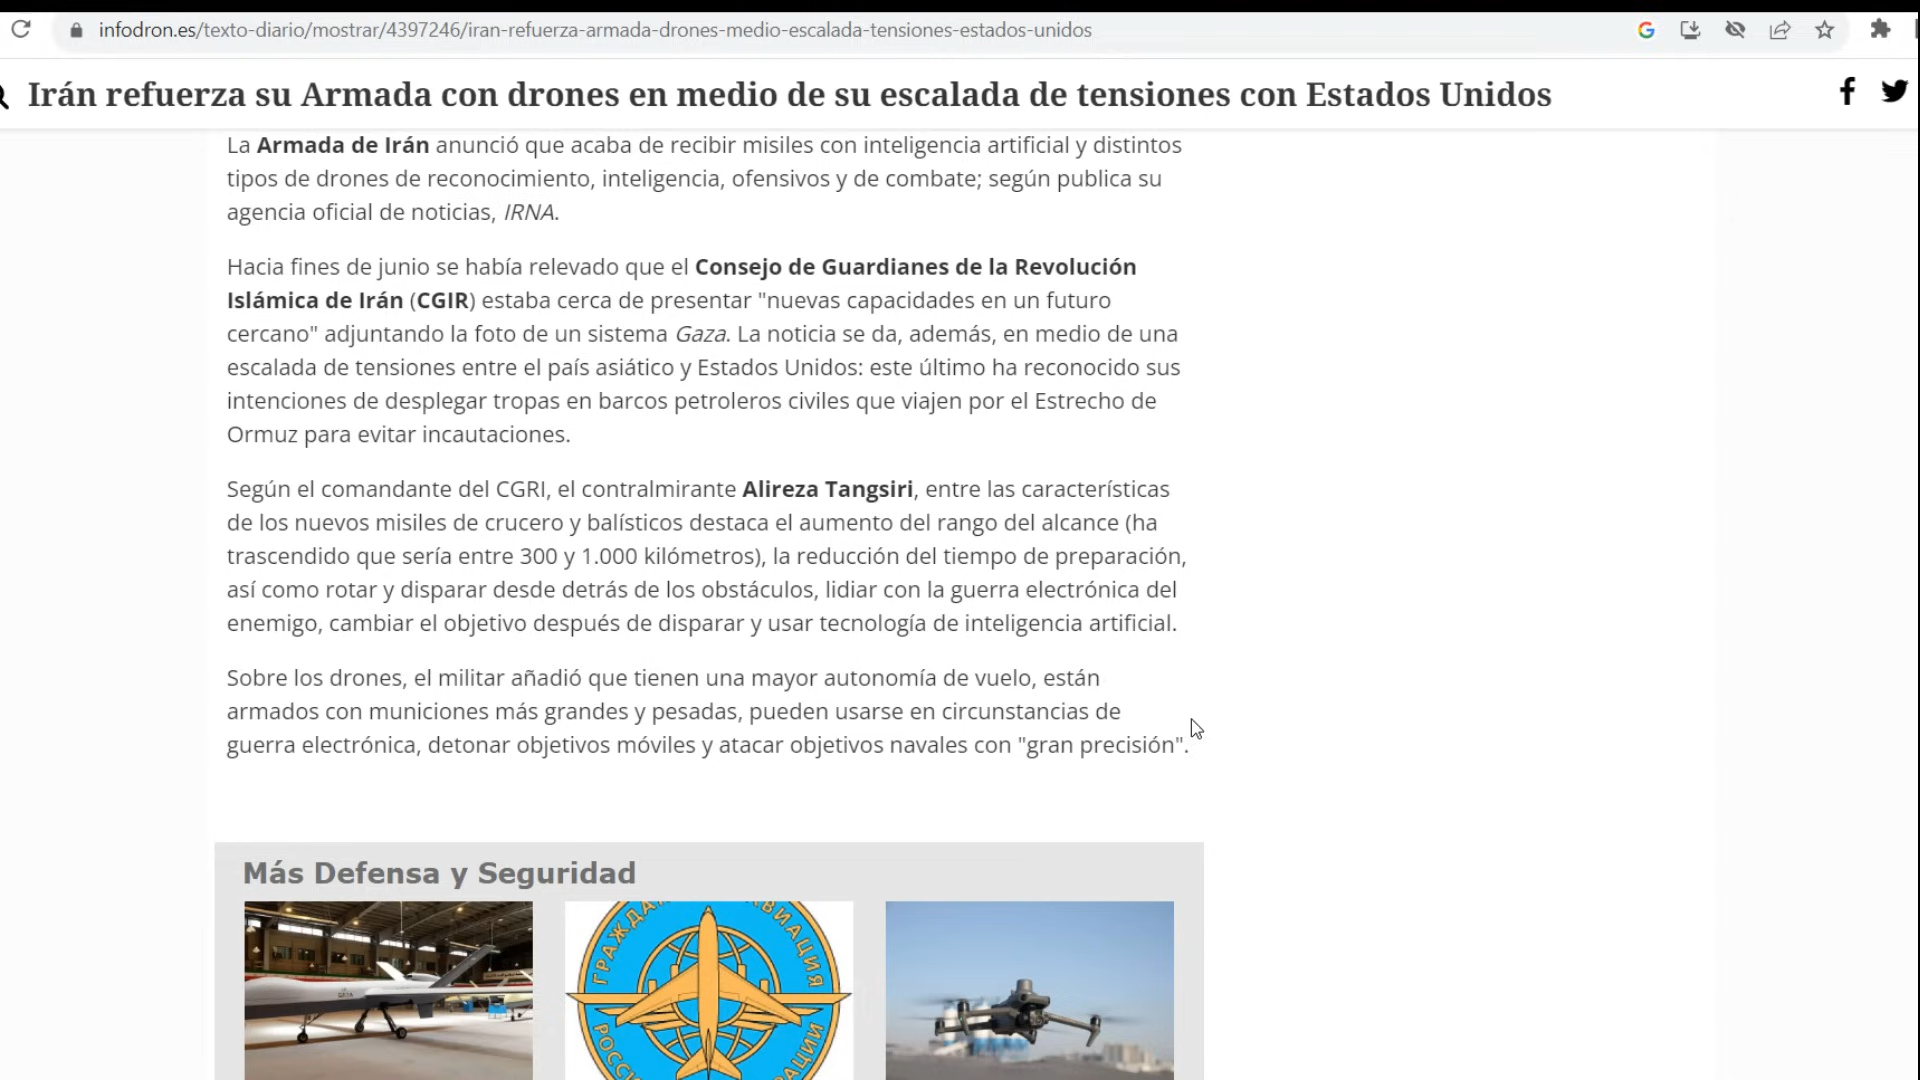 infodron.es/texto-diario/mostrar/4397246/iran-refuerza-armada-drones-medio-escalada-tensiones-estados-unidos
Irán refuerza su Armada con drones en medio de su escalada de tensiones con Estados Unidos
La Armada de Irán anunció que acaba de recibir misiles con inteligencia artificial y distintos
tipos de drones de reconocimiento, inteligencia, ofensivos y de combate; según publica su
agencia oficial de noticias, IRNA.
Hacia fines de junio se había relevado que el Consejo de Guardianes de la Revolución
Islámica de Irán (CGIR) estaba cerca de presentar "nuevas capacidades en un futuro
cercano" adjuntando la foto de un sistema Gaza. La noticia se da, además, en medio de una
escalada de tensiones entre el país asiático y Estados Unidos: este último ha reconocido sus
intenciones de desplegar tropas en barcos petroleros civiles que viajen por el Estrecho de
Ormuz para evitar incautaciones.
Según el comandante del CGRI, el contralmirante Alireza Tangsiri, entre las características
de los nuevos misiles de crucero y balísticos destaca el aumento del rango del alcance (ha
trascendido que sería entre 300 y 1.000 kilómetros), la reducción del tiempo de preparación,
así como rotar y disparar desde detrás de los obstáculos, lidiar con la guerra electrónica del
enemigo, cambiar el objetivo después de disparar y usar tecnología de inteligencia artificial.
Sobre los drones, el militar añadió que tienen una mayor autonomía de vuelo, están
armados con municiones más grandes y pesadas, pueden usarse en circunstancias de
guerra electrónica, detonar objetivos móviles y atacar objetivos navales con "gran precisión".
Más Defensa y Seguridad